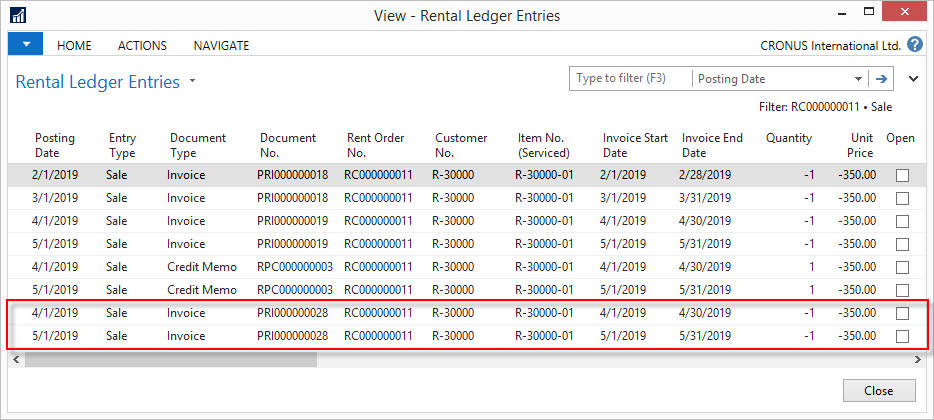 View - Rental Ledger Entries
HOME ACTIONS NAVIGATE CRONUS International Ltd. ?
Rental Ledger Entries Type to filter (F3) Posting Date
Filter: RC000000011 • Sale
Posting Date Entry Type Document Type Document No. Rent Order No. Customer No. Item No. (Serviced) Invoice Start Date Invoice End Date Quantity Unit Price Open
2/1/2019 Sale Invoice PRI000000018 RC000000011 R-30000 R-30000-01 2/1/2019 2/28/2019 -1 -350.00
3/1/2019 Sale Invoice PRI000000018 RC000000011 R-30000 R-30000-01 3/1/2019 3/31/2019 -1 -350.00
4/1/2019 Sale Invoice PRI000000019 RC000000011 R-30000 R-30000-01 4/1/2019 4/30/2019 -1 -350.00
5/1/2019 Sale Invoice PRI000000019 RC000000011 R-30000 R-30000-01 5/1/2019 5/31/2019 -1 -350.00
4/1/2019 Sale Credit Memo RPC000000003 RC000000011 R-30000 R-30000-01 4/1/2019 4/30/2019 1 -350.00
5/1/2019 Sale Credit Memo RPC000000003 RC000000011 R-30000 R-30000-01 5/1/2019 5/31/2019 1 -350.00
4/1/2019 Sale Invoice PRI000000028 RC000000011 R-30000 R-30000-01 4/1/2019 4/30/2019 -1 -350.00
5/1/2019 Sale Invoice PRI000000028 RC000000011 R-30000 R-30000-01 5/1/2019 5/31/2019 -1 -350.00
Close